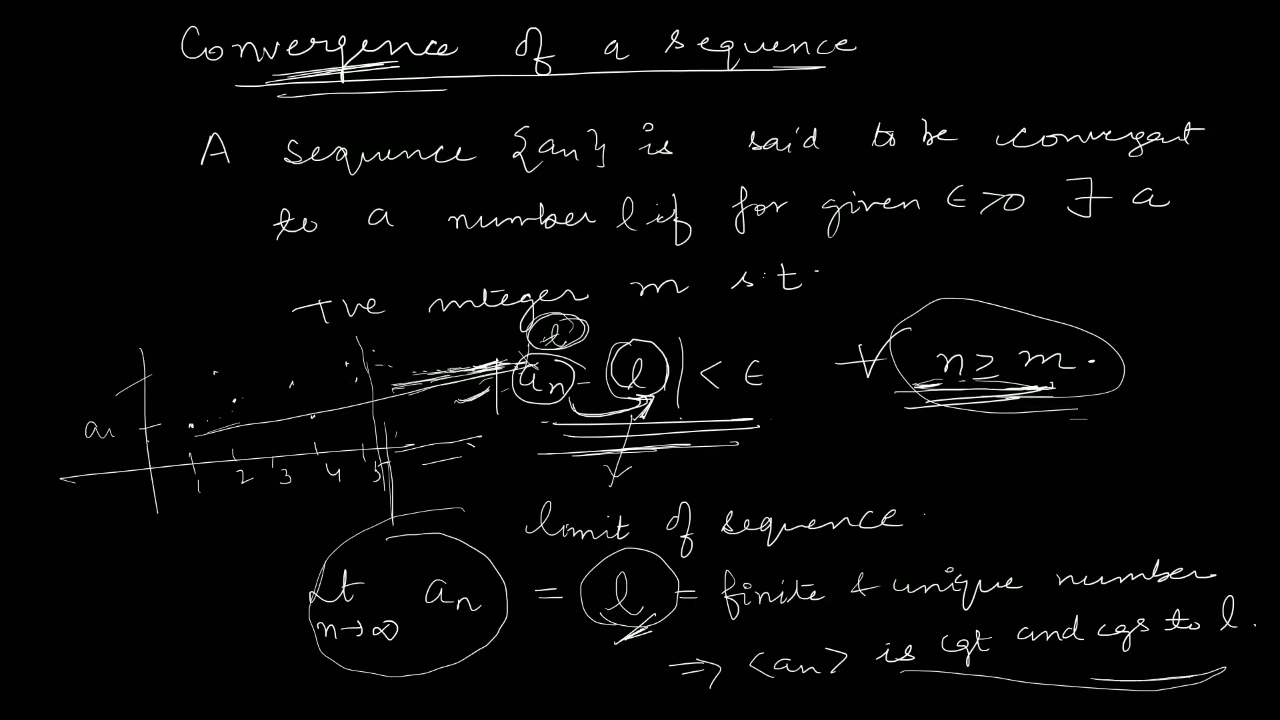 Convergence of a sequence
A sequence {an} is said to be convergent
to a number l if for given ϵ > 0 ∃ a
+ve integer m s.t.
l
|an - l| < ϵ ∀ n ≥ m.
a1
1 2 3 4 5
limit of sequence.
Lt an = l = finite & unique number
n→∞
⇒ <an> is cgt and cgs to l.